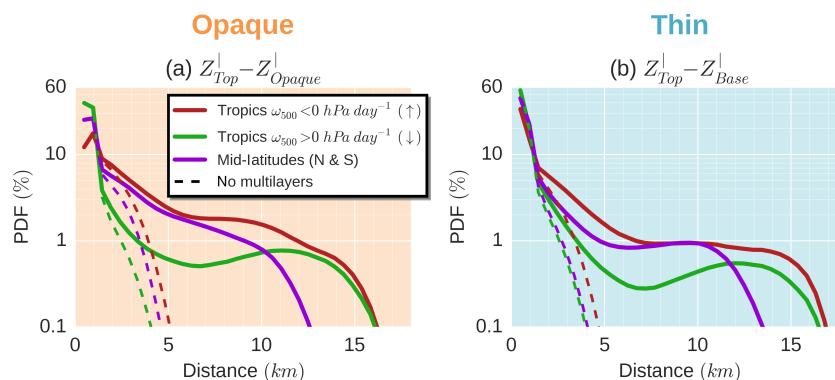 Opaque
Thin
(a) Z|Top−Z|Opaque
(b) Z|Top−Z|Base
60
10
1
0.1
PDF (%)
Tropics ω500<0 hPa day−1 (↑)
Tropics ω500>0 hPa day−1 (↓)
Mid-latitudes (N & S)
No multilayers
0 5 10 15
Distance (km)
60
10
1
0.1
PDF (%)
0 5 10 15
Distance (km)